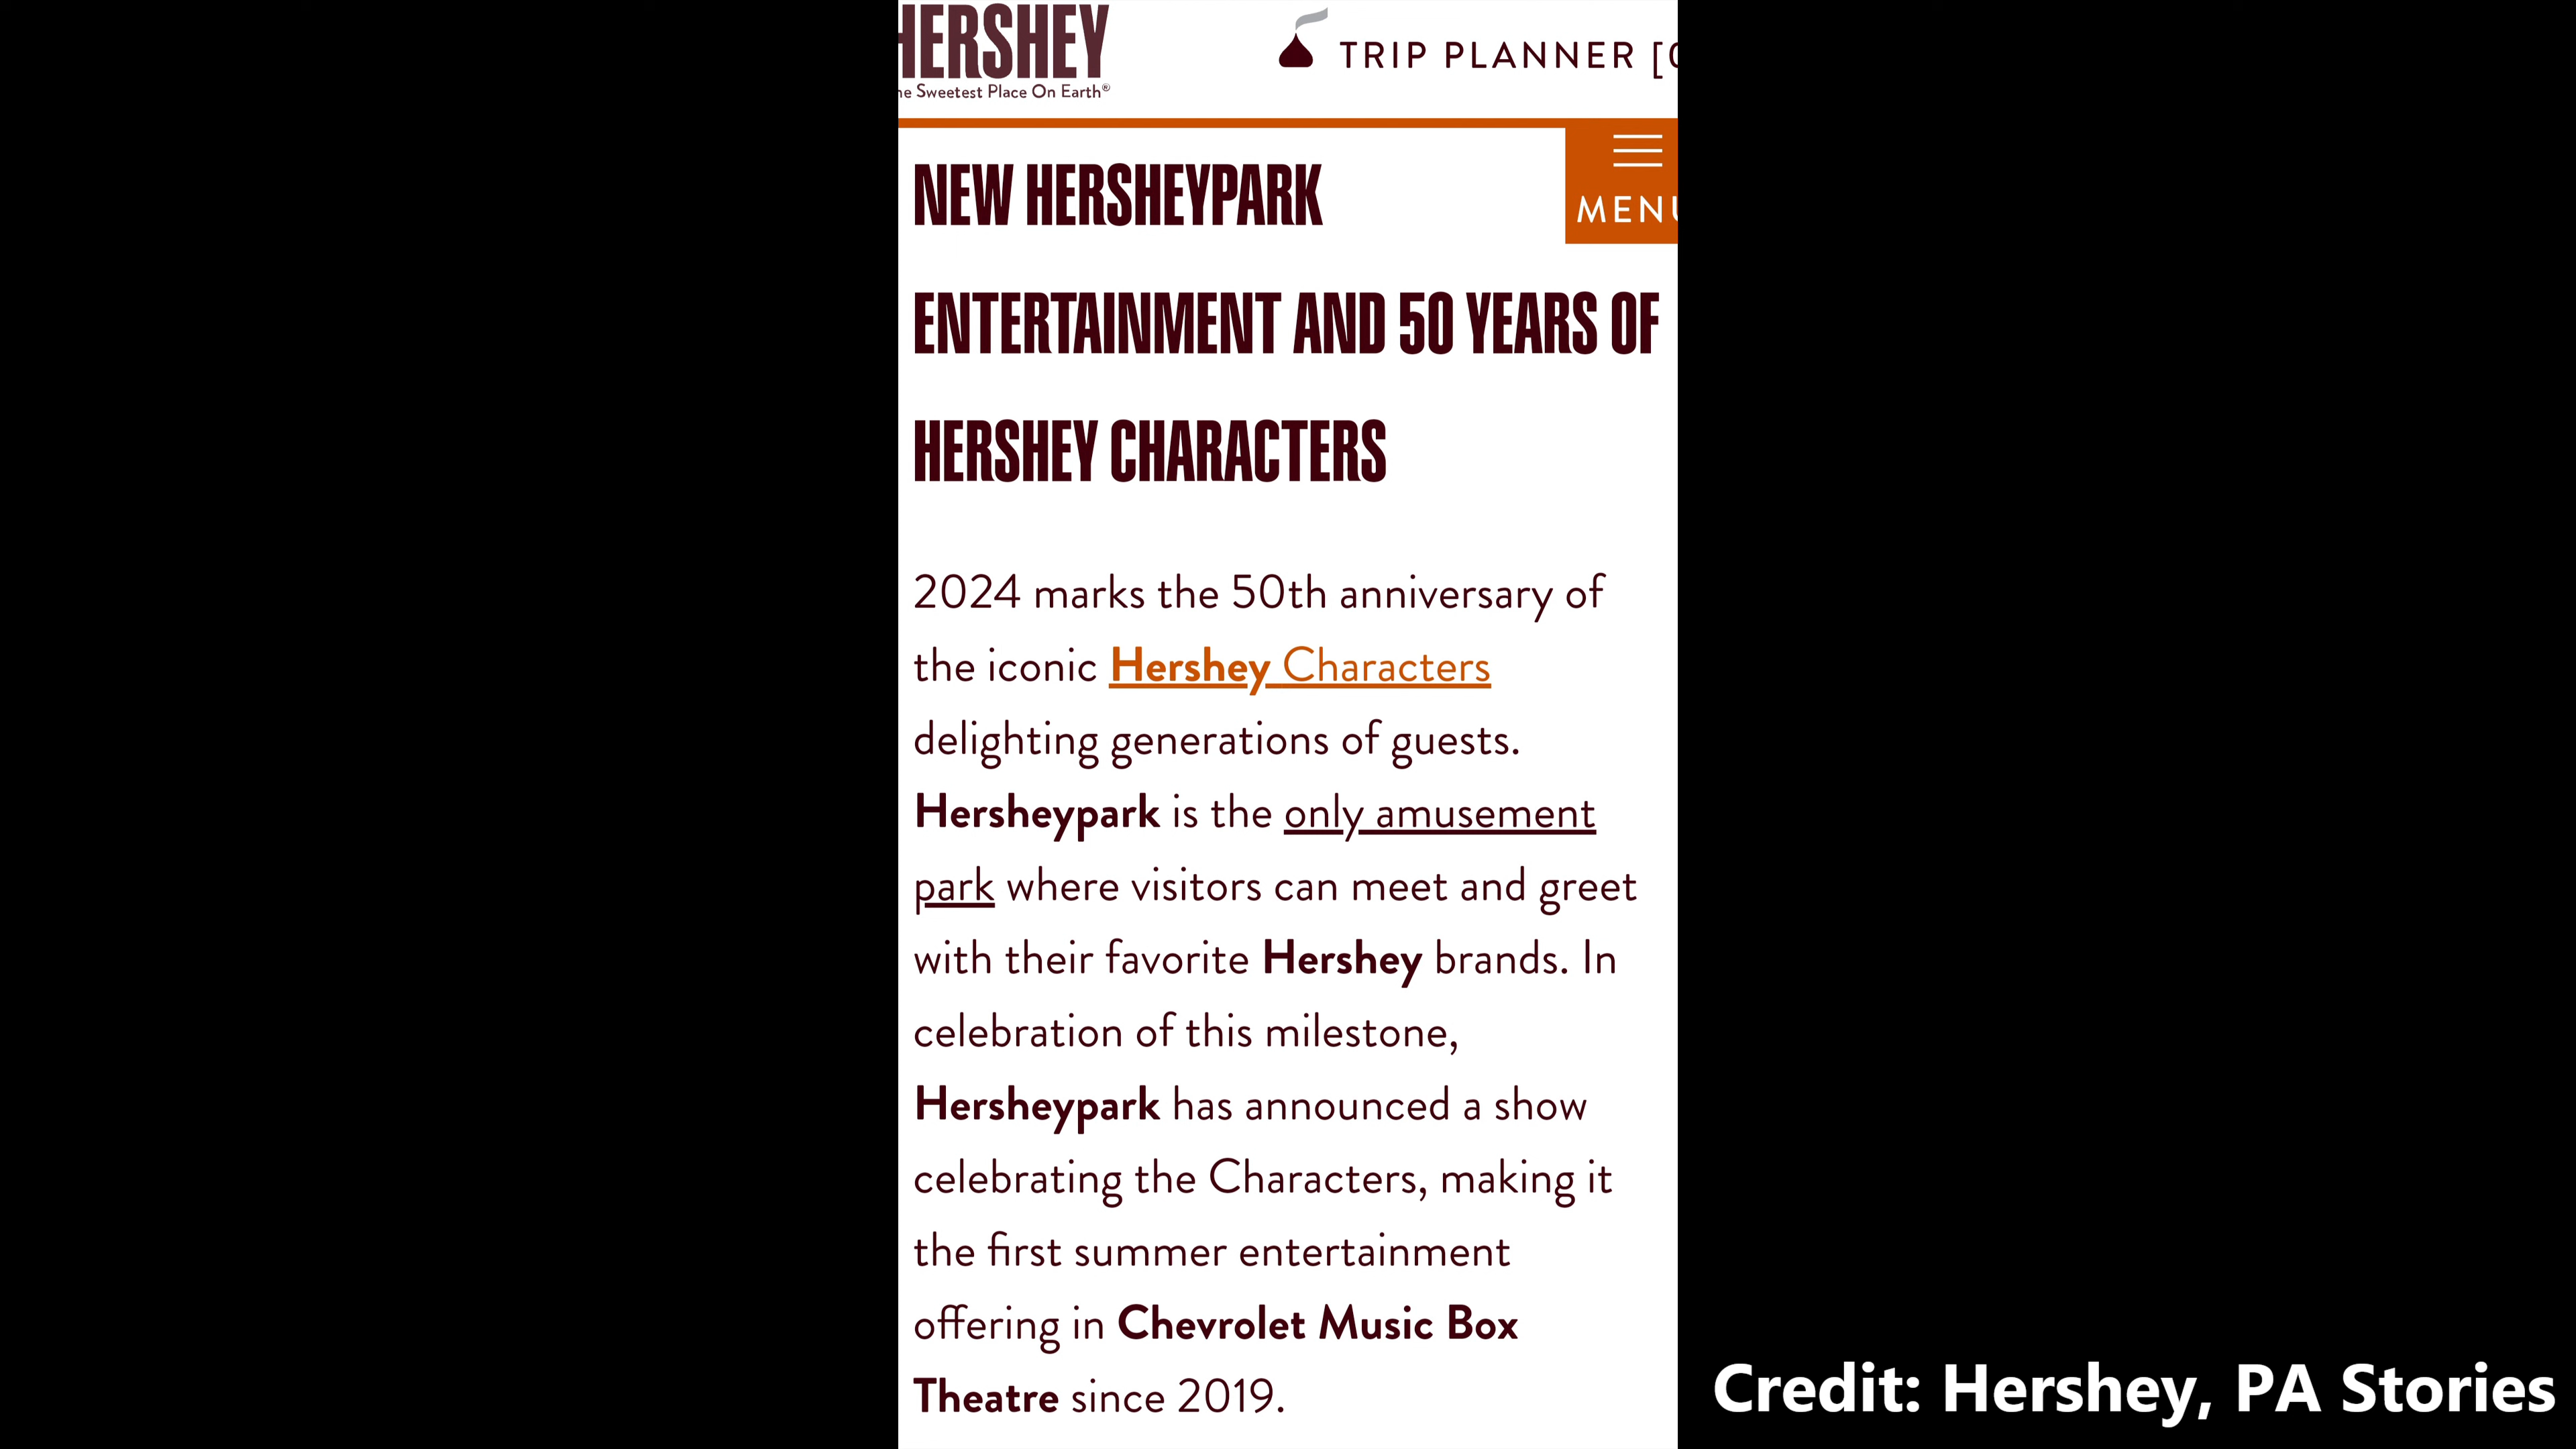 HERSHEY
he Sweetest Place On Earth®
TRIP PLANNER [0
MENU
NEW HERSHEYPARK
ENTERTAINMENT AND 50 YEARS OF
HERSHEY CHARACTERS
2024 marks the 50th anniversary of
the iconic Hershey Characters
delighting generations of guests.
Hersheypark is the only amusement
park where visitors can meet and greet
with their favorite Hershey brands. In
celebration of this milestone,
Hersheypark has announced a show
celebrating the Characters, making it
the first summer entertainment
offering in Chevrolet Music Box
Theatre since 2019.
Credit: Hershey, PA Stories